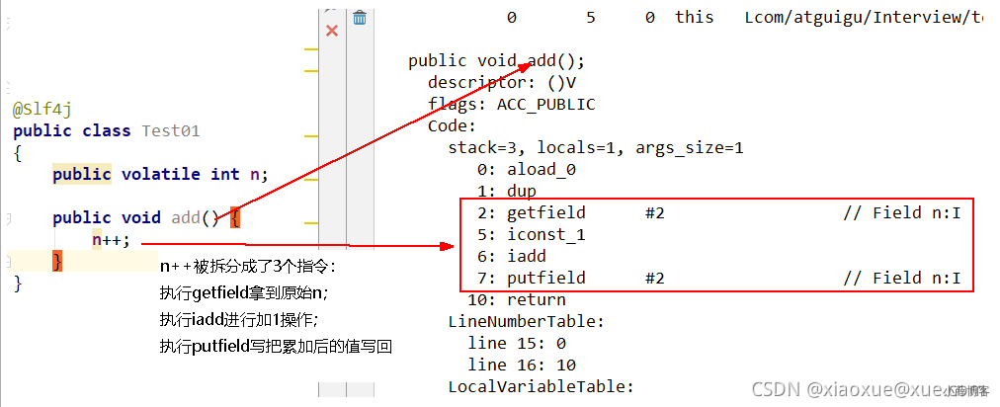 @Slf4j
public class Test01
{
public volatile int n;
public void add() {
n++;
}
}
n++被拆分成了3个指令:
执行getfield拿到原始n;
执行iadd进行加1操作;
执行putfield写把累加后的值写回
0 5 0 this Lcom/atguigu/Interview/te
public void add();
descriptor: ()V
flags: ACC_PUBLIC
Code:
stack=3, locals=1, args_size=1
0: aload_0
1: dup
2: getfield #2 // Field n:I
5: iconst_1
6: iadd
7: putfield #2 // Field n:I
10: return
LineNumberTable:
line 15: 0
line 16: 10
LocalVariableTable:
CSDN @xiaoxue@xue